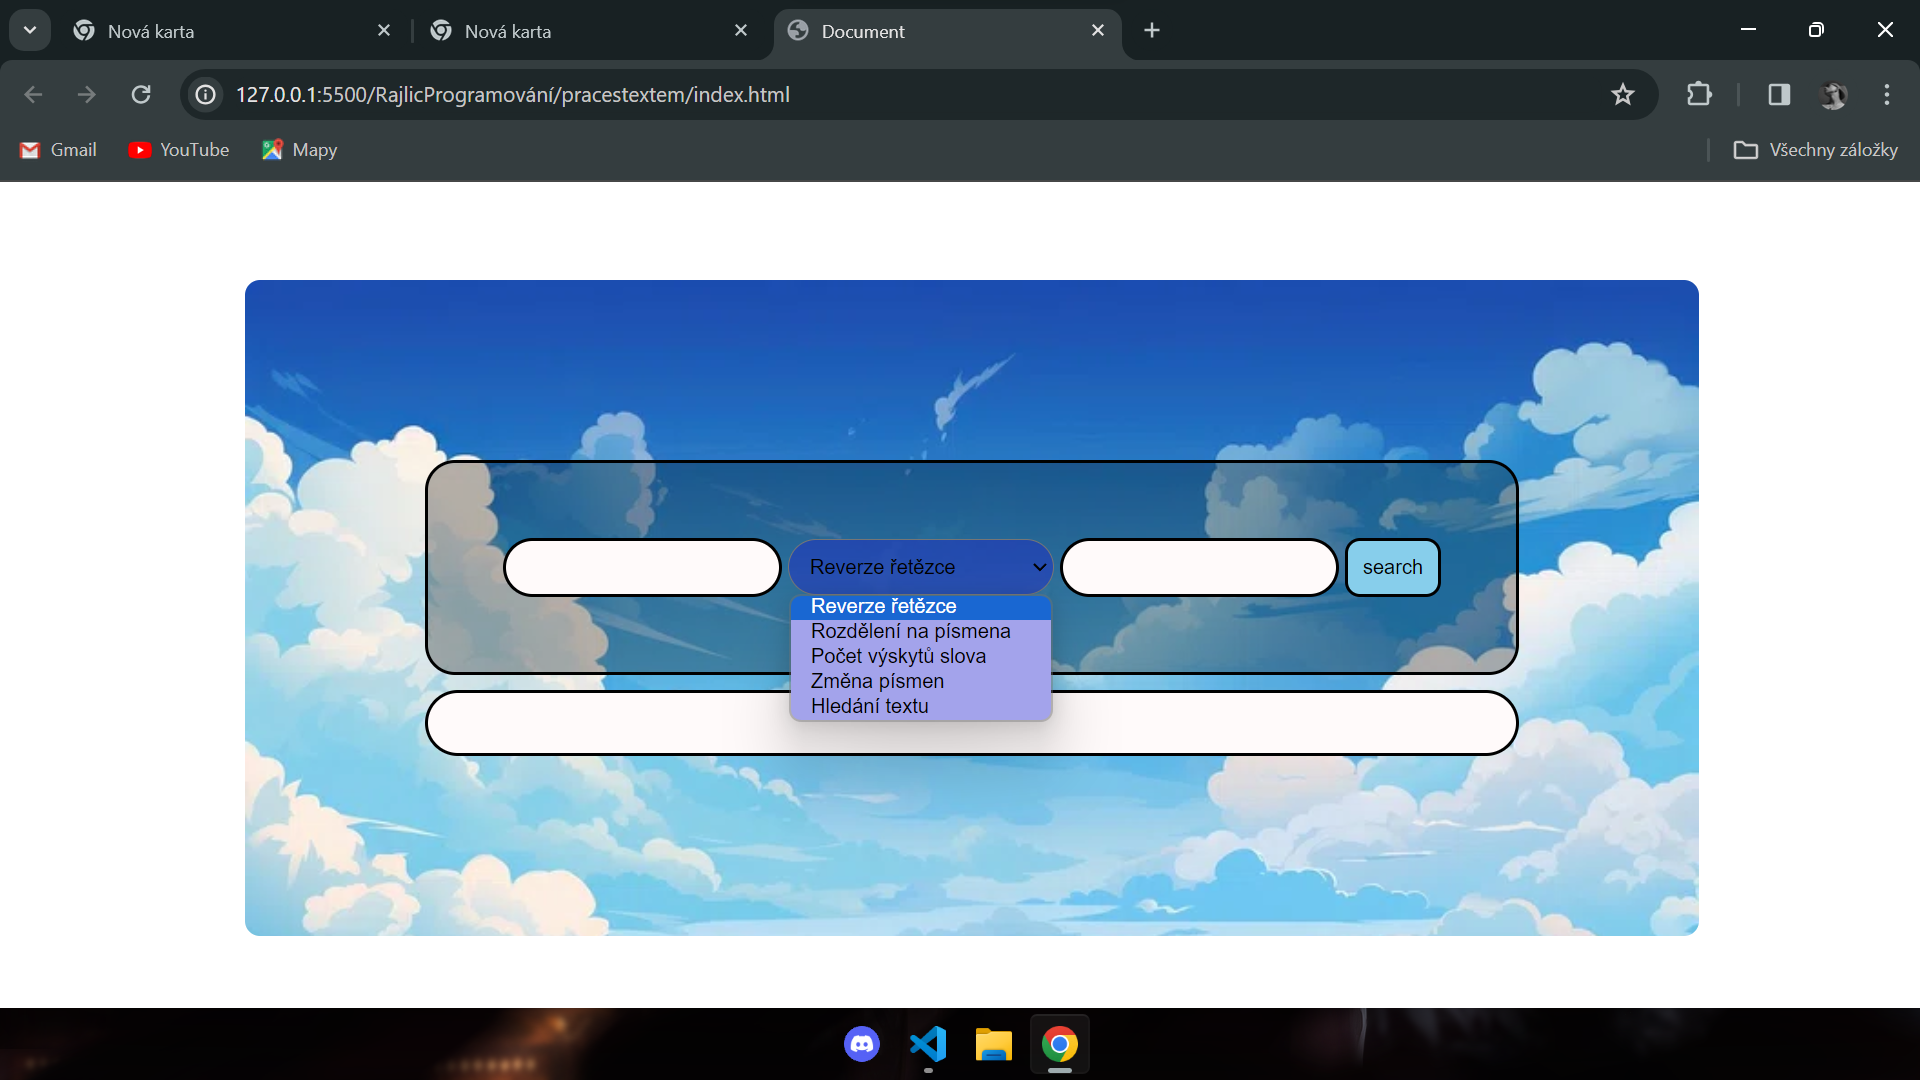 Nová karta
Nová karta
Document
127.0.0.1:5500/RajlicProgramování/pracestextem/index.html
Gmail
YouTube
Mapy
Všechny záložky
Reverze řetězce
search
Reverze řetězce
Rozdělení na písmena
Počet výskytů slova
Změna písmen
Hledání textu